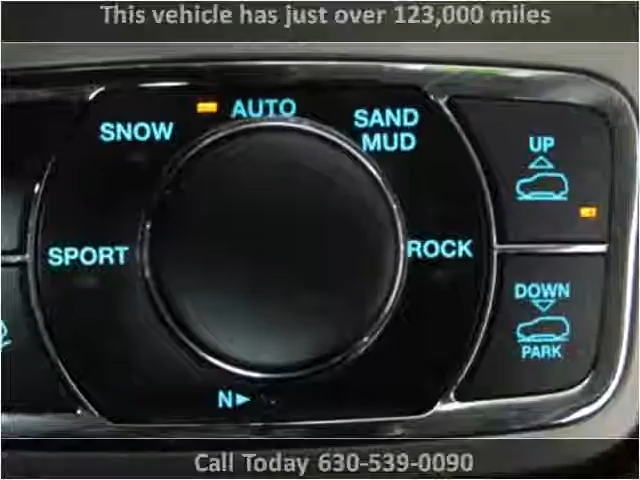 This vehicle has just over 123,000 miles
AUTO
SNOW
SAND
MUD
UP
SPORT
ROCK
DOWN
PARK
N
Call Today 630-539-0090